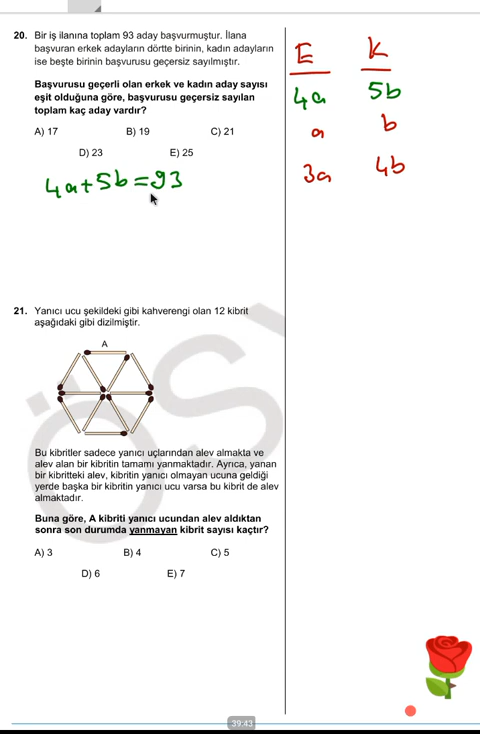 20. Bir iş ilanına toplam 93 aday başvurmuştur. İlana
başvuran erkek adayların dörtte birinin, kadın adayların
ise beşte birinin başvurusu geçersiz sayılmıştır.
Başvurusu geçerli olan erkek ve kadın aday sayısı
eşit olduğuna göre, başvurusu geçersiz sayılan
toplam kaç aday vardır?
A) 17 B) 19 C) 21
D) 23 E) 25
4a+5b=93
E K
4a 5b
a b
3a 4b
21. Yanıcı ucu şekildeki gibi kahverengi olan 12 kibrit
aşağıdaki gibi dizilmiştir.
A
Bu kibritler sadece yanıcı uçlarından alev almakta ve
alev alan bir kibritin tamamı yanmaktadır. Ayrıca, yanan
bir kibritteki alev, kibritin yanıcı olmayan ucuna geldiği
yerde başka bir kibritin yanıcı ucu varsa bu kibrit de alev
almaktadır.
Buna göre, A kibriti yanıcı ucundan alev aldıktan
sonra son durumda yanmayan kibrit sayısı kaçtır?
A) 3 B) 4 C) 5
D) 6 E) 7
ÖSY
39:43